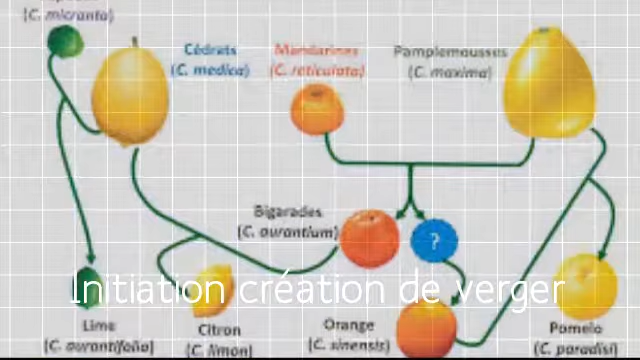 (C. micranta)
Cédrats
(C. medica)
Mandarines
(C. reticulata)
Pamplemousses
(C. maxima)
Bigarades
(C. aurantium)
?
Initiation création de verger
Lime
(C. aurantifolia)
Citron
(C. limon)
Orange
(C. sinensis)
Pomelo
(C. paradisi)